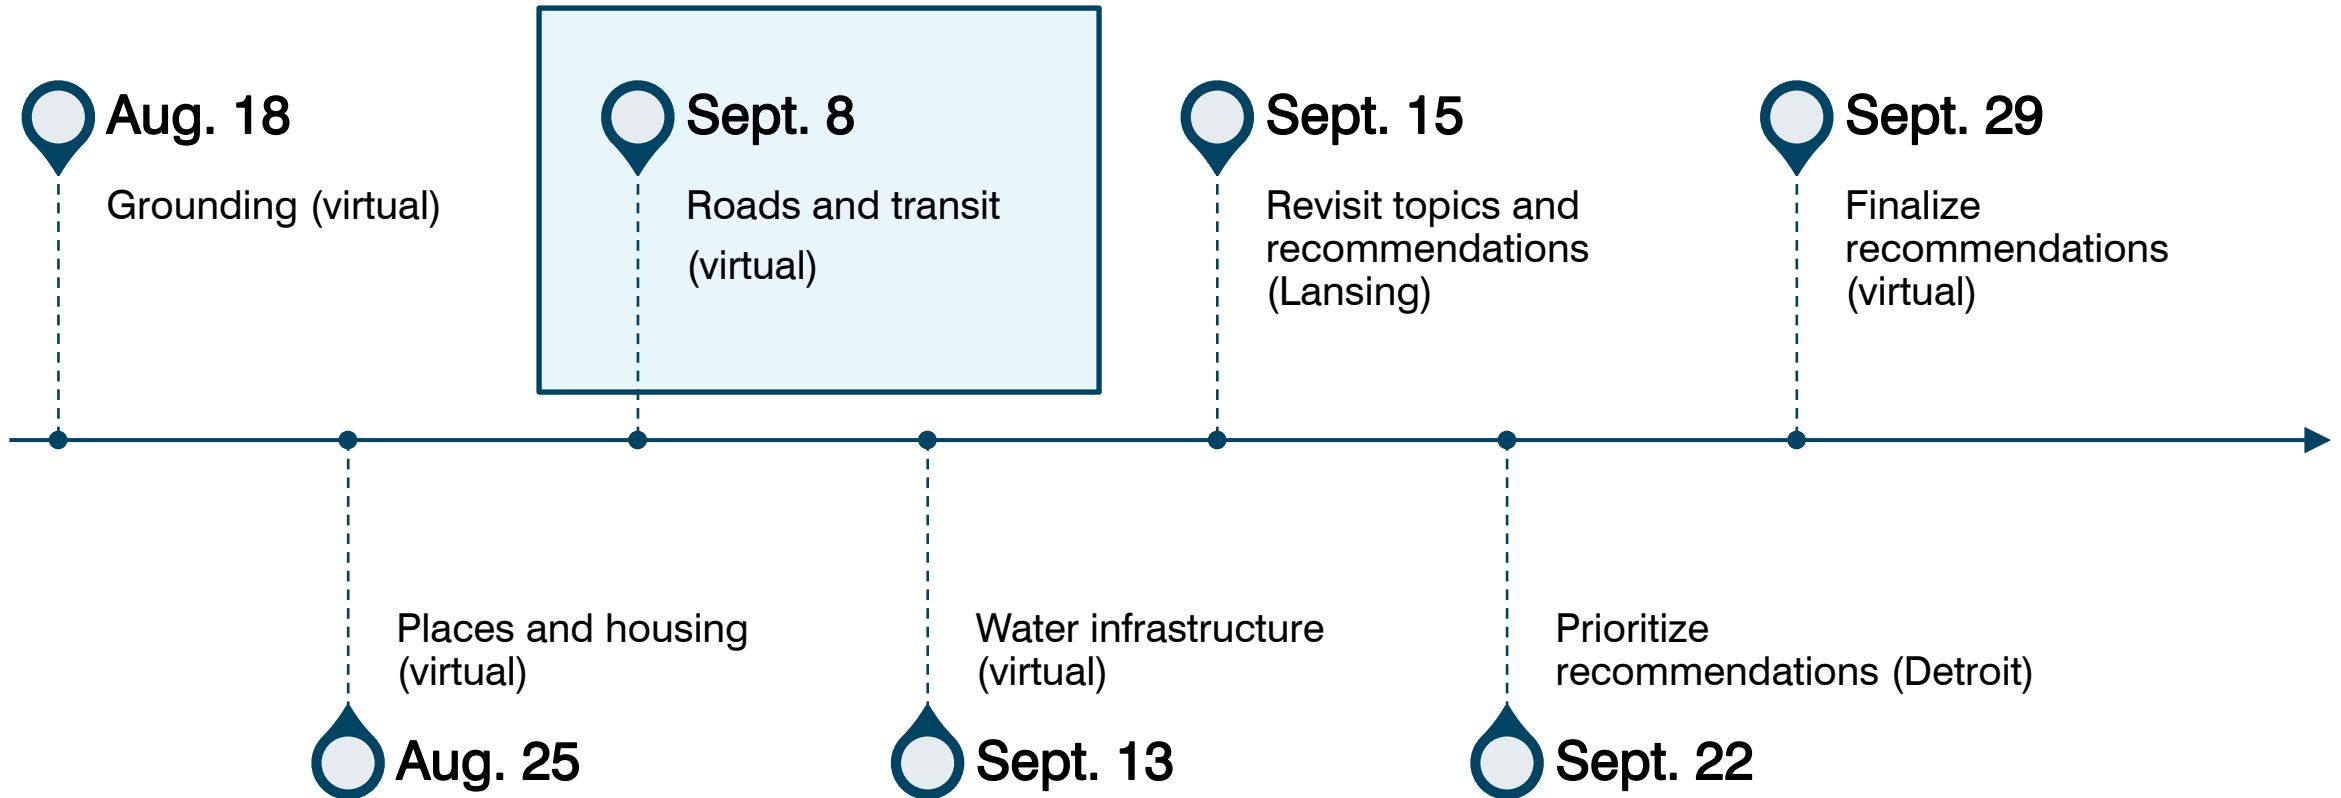 Aug. 18
Grounding (virtual)
Sept. 8
Roads and transit
(virtual)
Sept. 15
Revisit topics and
recommendations
(Lansing)
Sept. 29
Finalize
recommendations
(virtual)
Places and housing
(virtual)
Aug. 25
Water infrastructure
(virtual)
Sept. 13
Prioritize
recommendations (Detroit)
Sept. 22